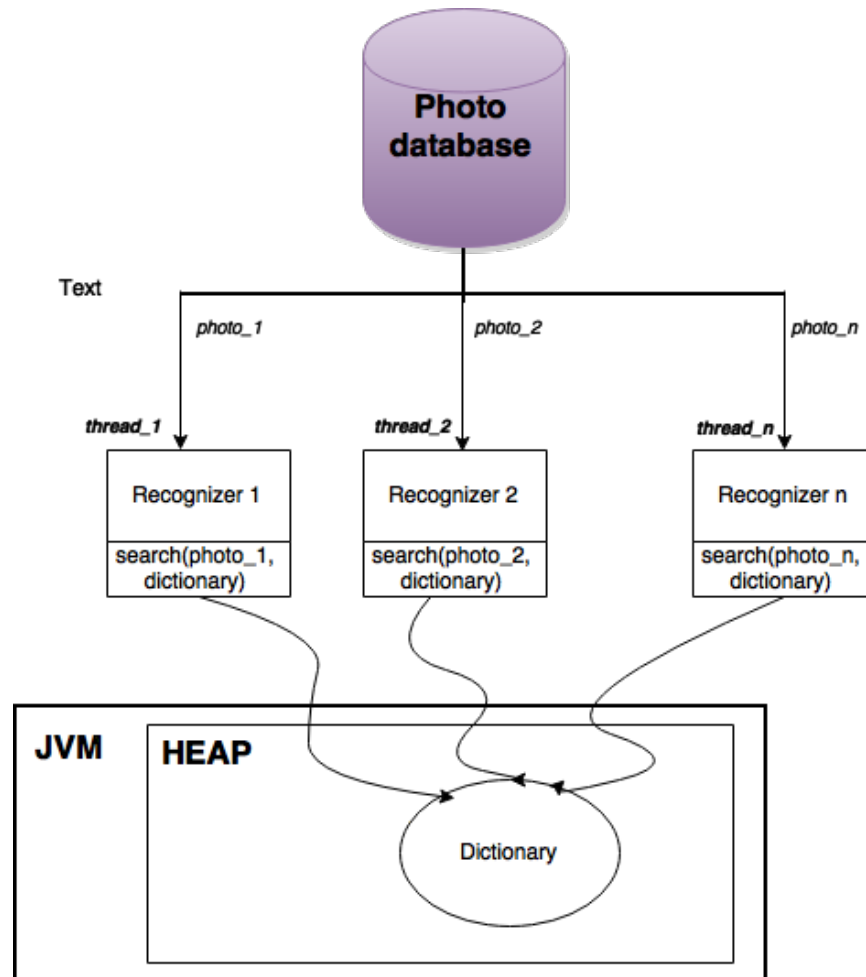 Photo
database
Text
photo_1
photo_2
photo_n
thread_1
thread_2
thread_n
Recognizer 1
Recognizer 2
Recognizer n
search(photo_1,
dictionary)
search(photo_2,
dictionary)
search(photo_n,
dictionary)
JVM
HEAP
Dictionary